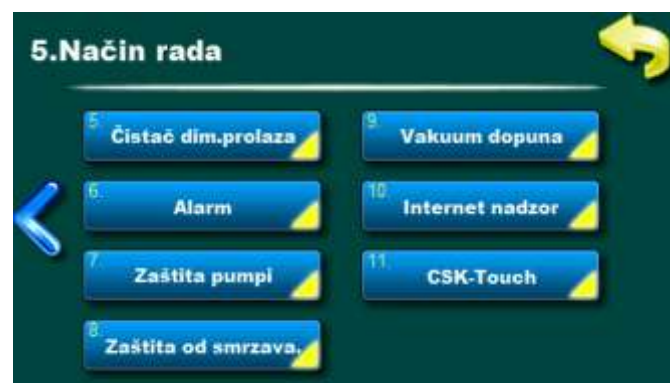 5.Način rada
5.
Čistač dim.prolaza
6.
Alarm
7.
Zaštita pumpi
8.
Zaštita od smrzava.
9.
Vakuum dopuna
10.
Internet nadzor
11.
CSK-Touch